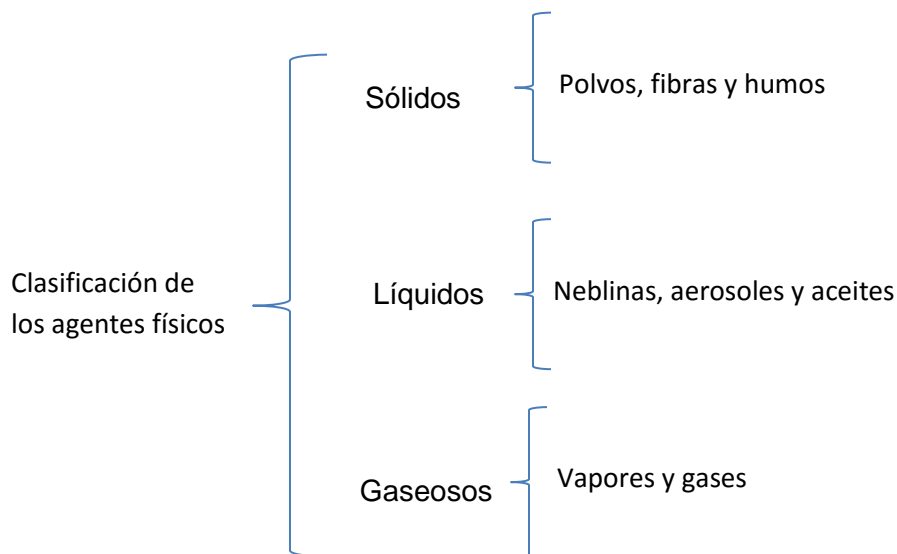 Clasificación de
los agentes físicos
Sólidos
Polvos, fibras y humos
Líquidos
Neblinas, aerosoles y aceites
Gaseosos
Vapores y gases